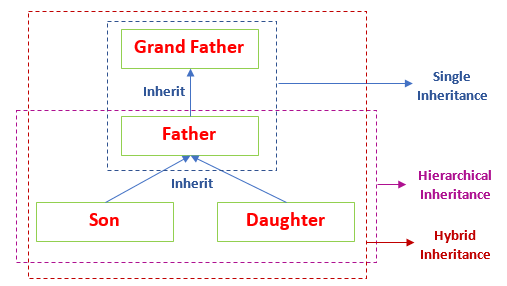 Grand Father
Inherit
Single
Inheritance
Father
Inherit
Hierarchical
Inheritance
Son
Daughter
Hybrid
Inheritance